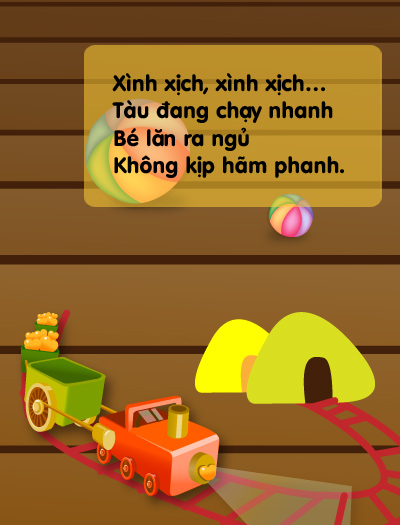 Xình xịch, xình xịch...
Tàu đang chạy nhanh
Bé lăn ra ngủ
Không kịp hãm phanh.